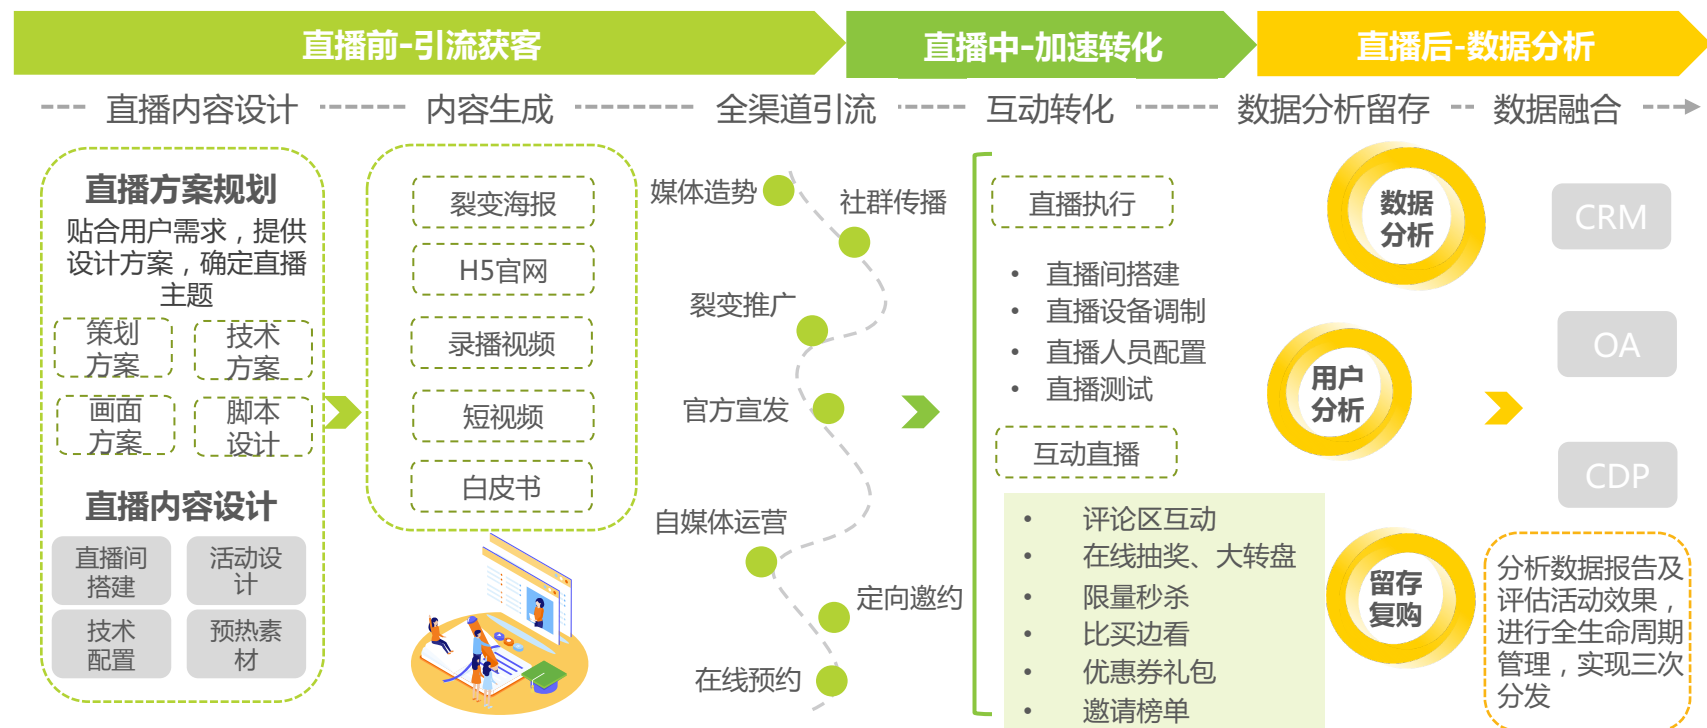 直播前-引流获客
直播中-加速转化
直播后-数据分析
直播内容设计
内容生成
全渠道引流
互动转化
数据分析留存
数据融合
直播方案规划
贴合用户需求，提供
设计方案，确定直播
主题
策划
方案
技术
方案
画面
方案
脚本
设计
直播内容设计
直播间
搭建
活动设
计
技术
配置
预热素
材
裂变海报
H5官网
录播视频
短视频
白皮书
媒体造势
社群传播
裂变推广
官方宣发
自媒体运营
定向邀约
在线预约
直播执行
• 直播间搭建
• 直播设备调制
• 直播人员配置
• 直播测试
互动直播
• 评论区互动
• 在线抽奖、大转盘
• 限量秒杀
• 比买边看
• 优惠券礼包
• 邀请榜单
数据
分析
用户
分析
留存
复购
CRM
OA
CDP
分析数据报告及
评估活动效果，
进行全生命周期
管理，实现三次
分发